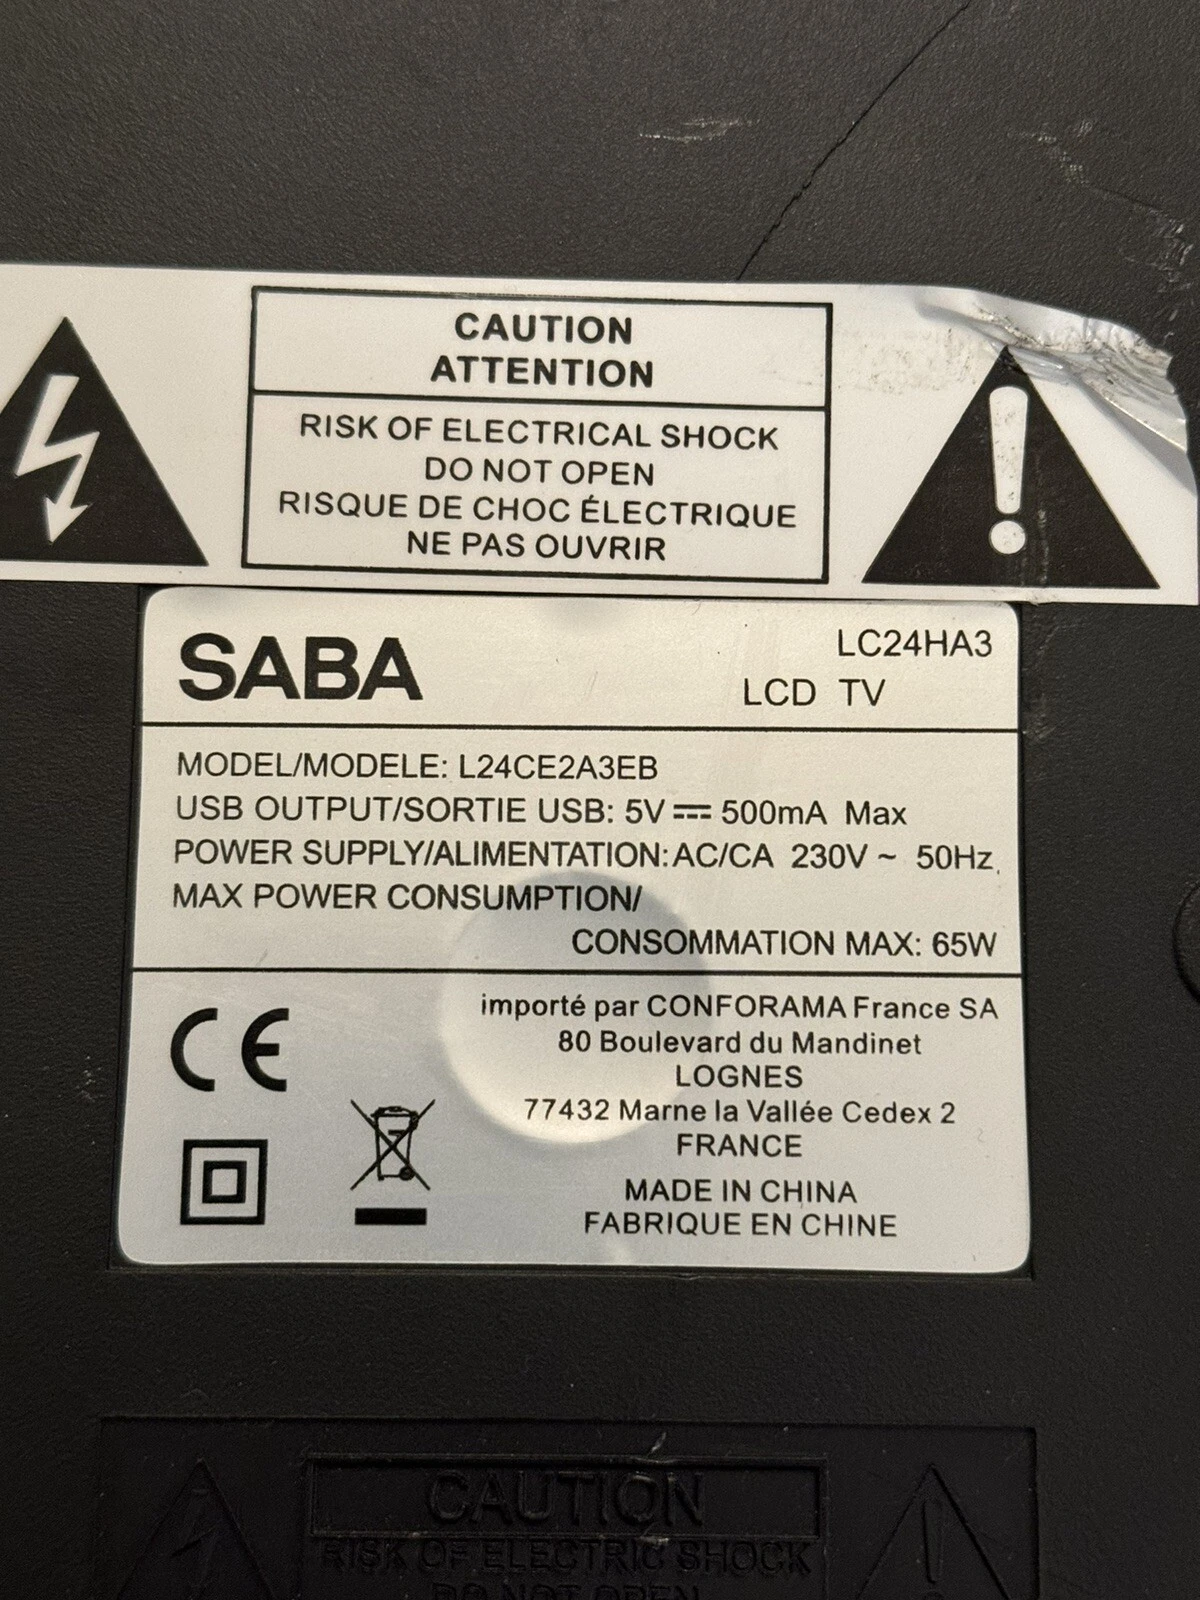 CAUTION
ATTENTION
RISK OF ELECTRICAL SHOCK
DO NOT OPEN
RISQUE DE CHOC ÉLECTRIQUE
NE PAS OUVRIR
SABA
LC24HA3
LCD TV
MODEL/MODELE: L24CE2A3EB
USB OUTPUT/SORTIE USB: 5V ⎓ 500mA Max
POWER SUPPLY/ALIMENTATION: AC/CA 230V ~ 50Hz
MAX POWER CONSUMPTION/
CONSOMMATION MAX: 65W
CE
importé par CONFORAMA France SA
80 Boulevard du Mandinet
LOGNES
77432 Marne la Vallée Cedex 2
FRANCE
MADE IN CHINA
FABRIQUE EN CHINE
CAUTION
RISK OF ELECTRIC SHOCK
DO NOT OPEN